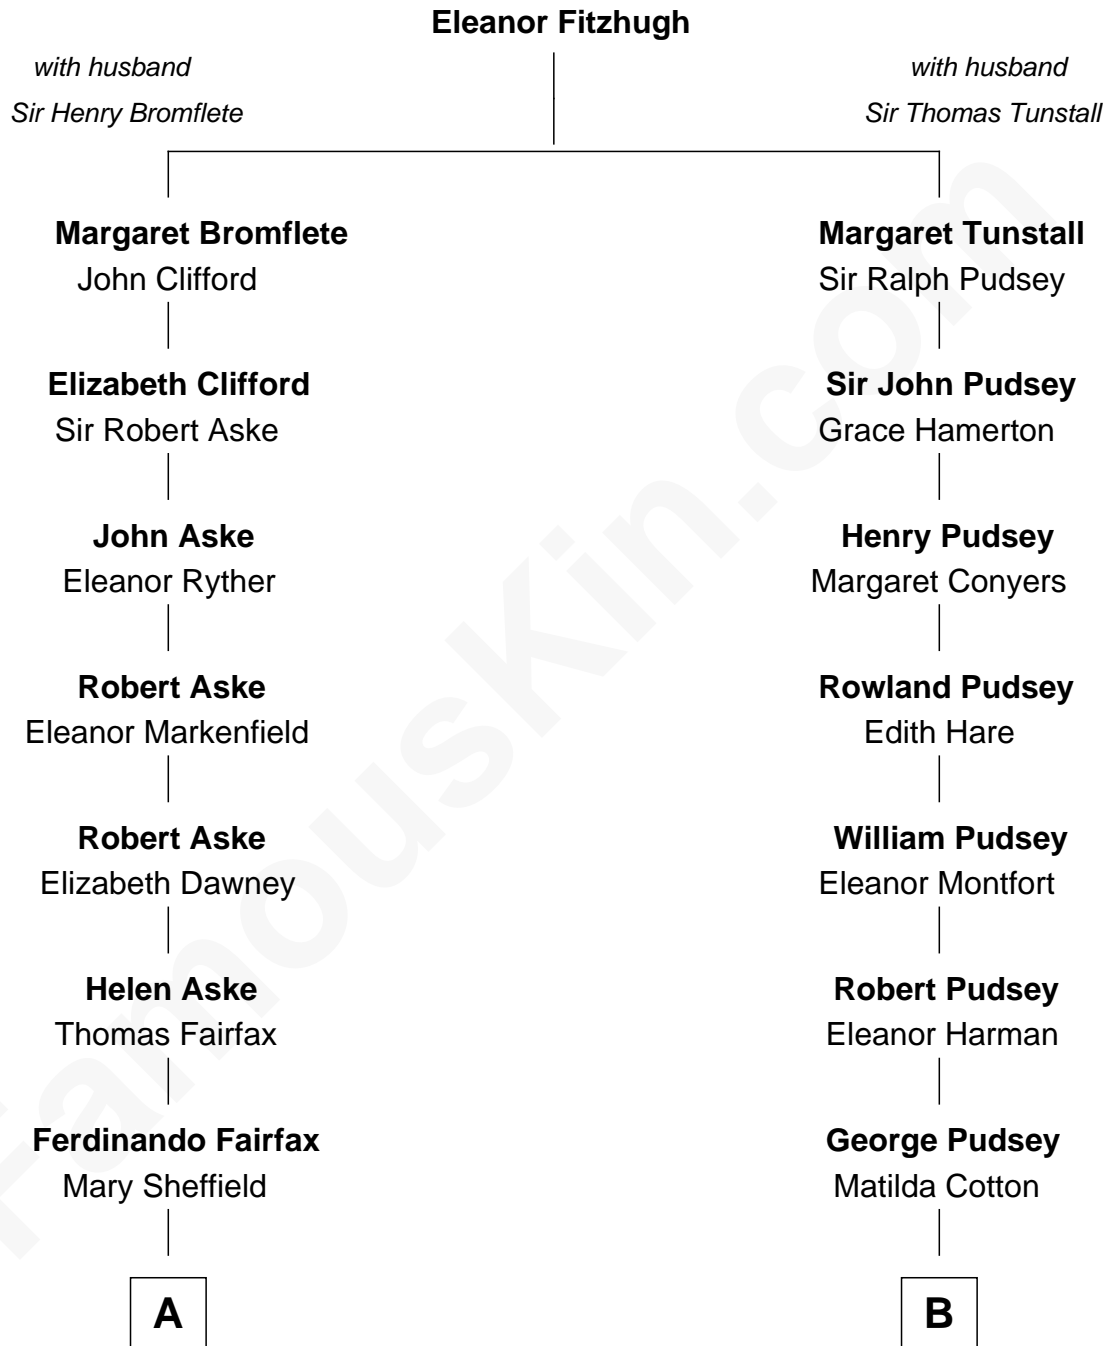 Eleanor Fitzhugh
with husband
Sir Henry Bromflete
with husband
Sir Thomas Tunstall
Margaret Bromflete
John Clifford
Margaret Tunstall
Sir Ralph Pudsey
Elizabeth Clifford
Sir Robert Aske
Sir John Pudsey
Grace Hamerton
John Aske
Eleanor Ryther
Henry Pudsey
Margaret Conyers
Robert Aske
Eleanor Markenfield
Rowland Pudsey
Edith Hare
Robert Aske
Elizabeth Dawney
William Pudsey
Eleanor Montfort
Helen Aske
Thomas Fairfax
Robert Pudsey
Eleanor Harman
Ferdinando Fairfax
Mary Sheffield
George Pudsey
Matilda Cotton
A
B
FamousKin.com